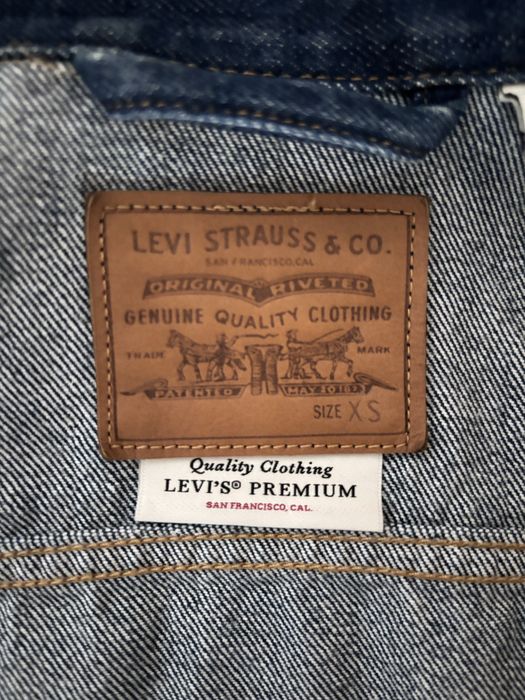 LEVI STRAUSS & CO.
SAN FRANCISCO, CAL
ORIGINAL RIVETED
GENUINE QUALITY CLOTHING
TRADE MARK
PATENTED MAY 20 1873
SIZE XS
Quality Clothing
LEVI'S® PREMIUM
SAN FRANCISCO, CAL.